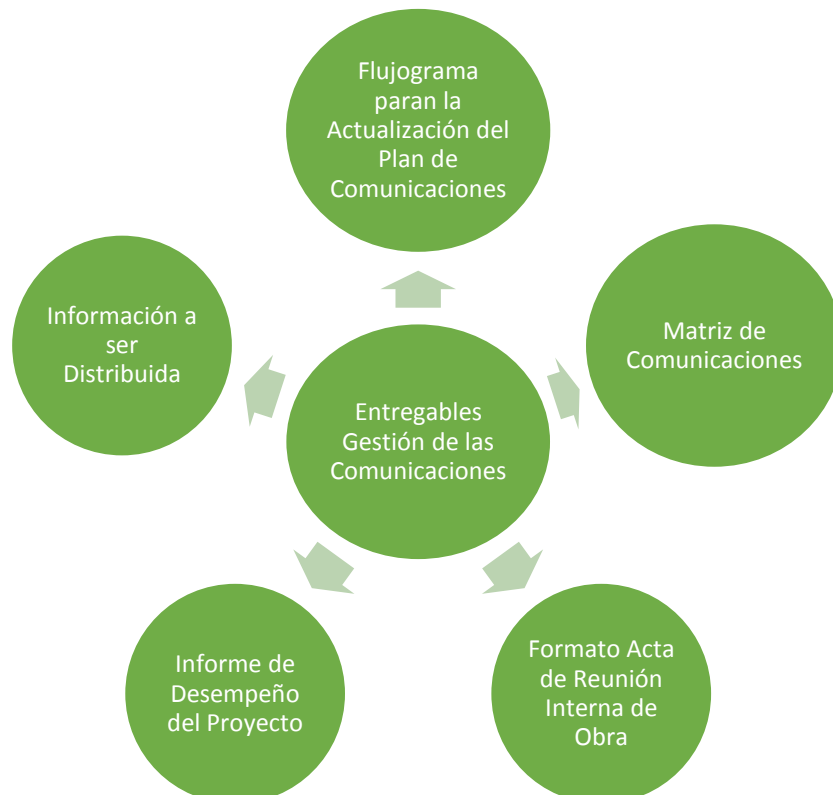 Flujograma
paran la
Actualización del
Plan de
Comunicaciones
Información a
ser
Distribuida
Matriz de
Comunicaciones
Entregables
Gestión de las
Comunicaciones
Informe de
Desempeño
del Proyecto
Formato Acta
de Reunión
Interna de
Obra